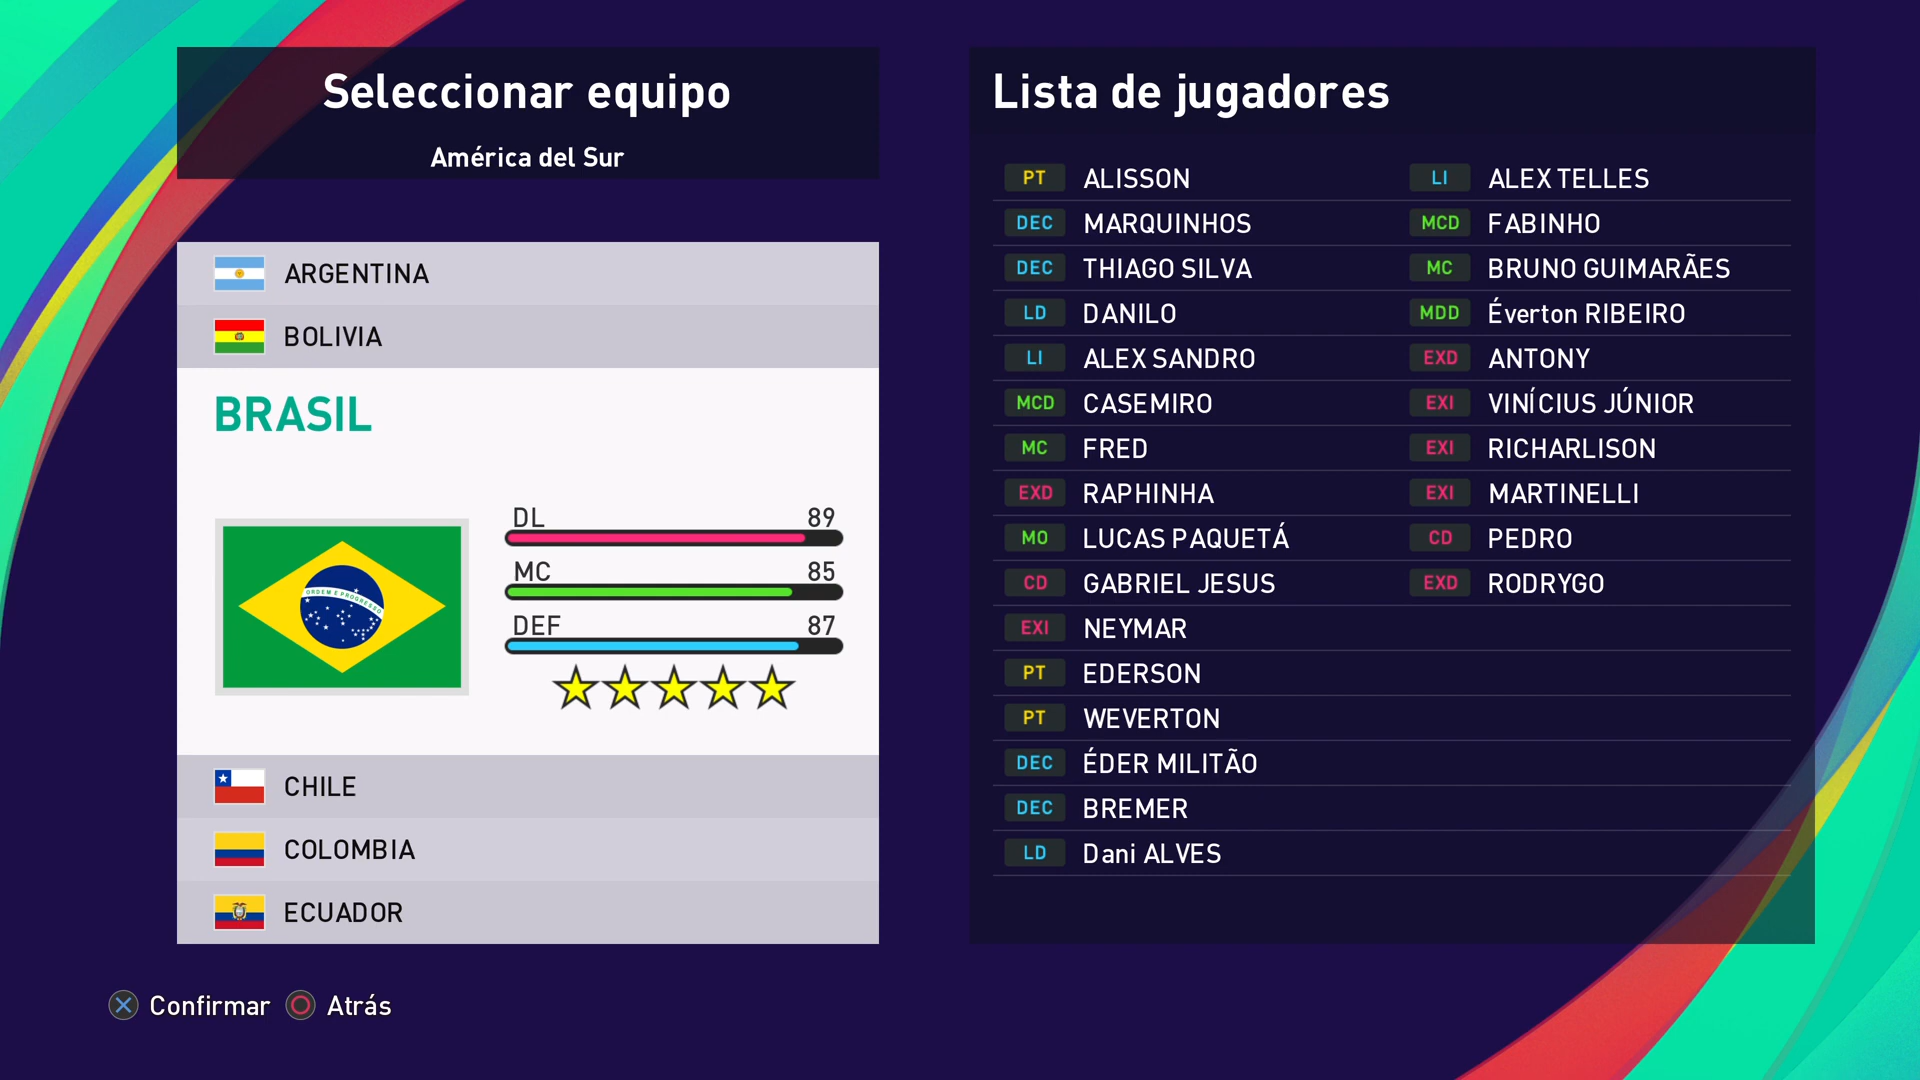 Seleccionar equipo
América del Sur
ARGENTINA
BOLIVIA
BRASIL
ORDEM E PROGRESSO
DL 89
MC 85
DEF 87
CHILE
COLOMBIA
ECUADOR
Lista de jugadores
PT ALISSON
DEC MARQUINHOS
DEC THIAGO SILVA
LD DANILO
LI ALEX SANDRO
MCD CASEMIRO
MC FRED
EXD RAPHINHA
MO LUCAS PAQUETÁ
CD GABRIEL JESUS
EXI NEYMAR
PT EDERSON
PT WEVERTON
DEC ÉDER MILITÃO
DEC BREMER
LD Dani ALVES
LI ALEX TELLES
MCD FABINHO
MC BRUNO GUIMARÃES
MDD Éverton RIBEIRO
EXD ANTONY
EXI VINÍCIUS JÚNIOR
EXI RICHARLISON
EXI MARTINELLI
CD PEDRO
EXD RODRYGO
Confirmar Atrás